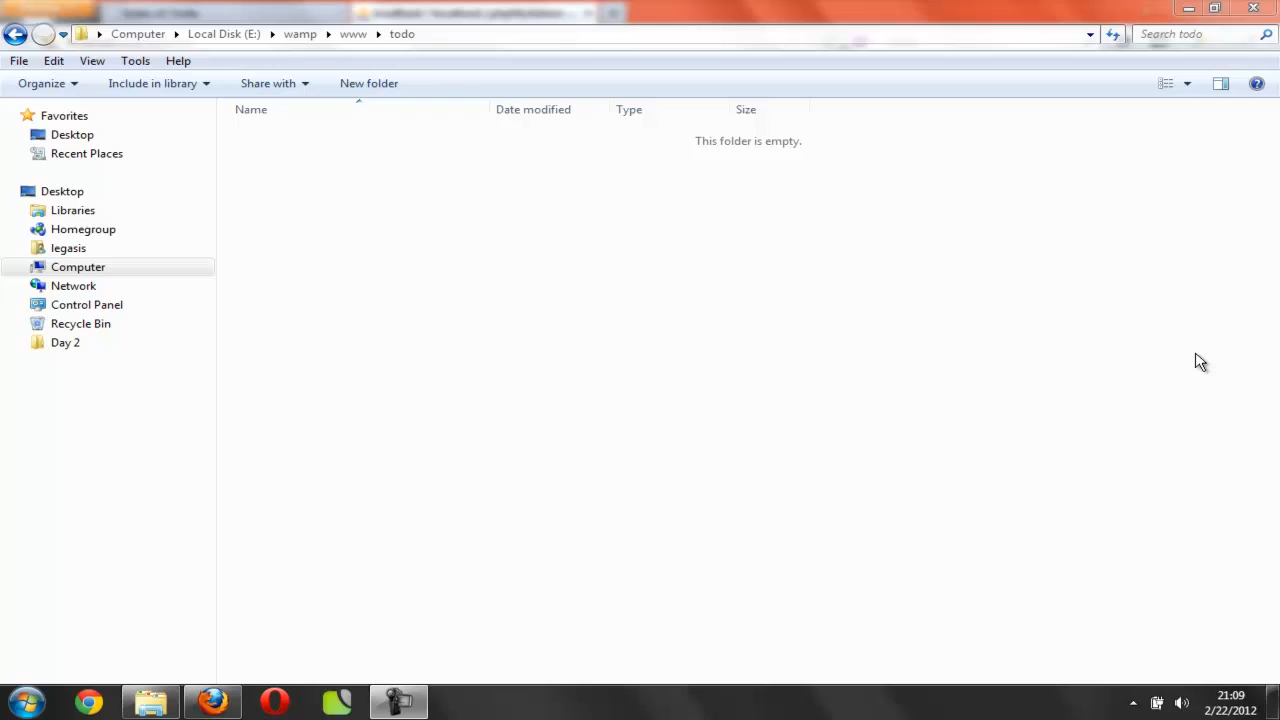 Computer Local Disk (E:) wamp www todo Search todo
File Edit View Tools Help
Organize Include in library Share with New folder
Name Date modified Type Size
This folder is empty.
Favorites
Desktop
Recent Places
Desktop
Libraries
Homegroup
legasis
Computer
Network
Control Panel
Recycle Bin
Day 2
21:09
2/22/2012